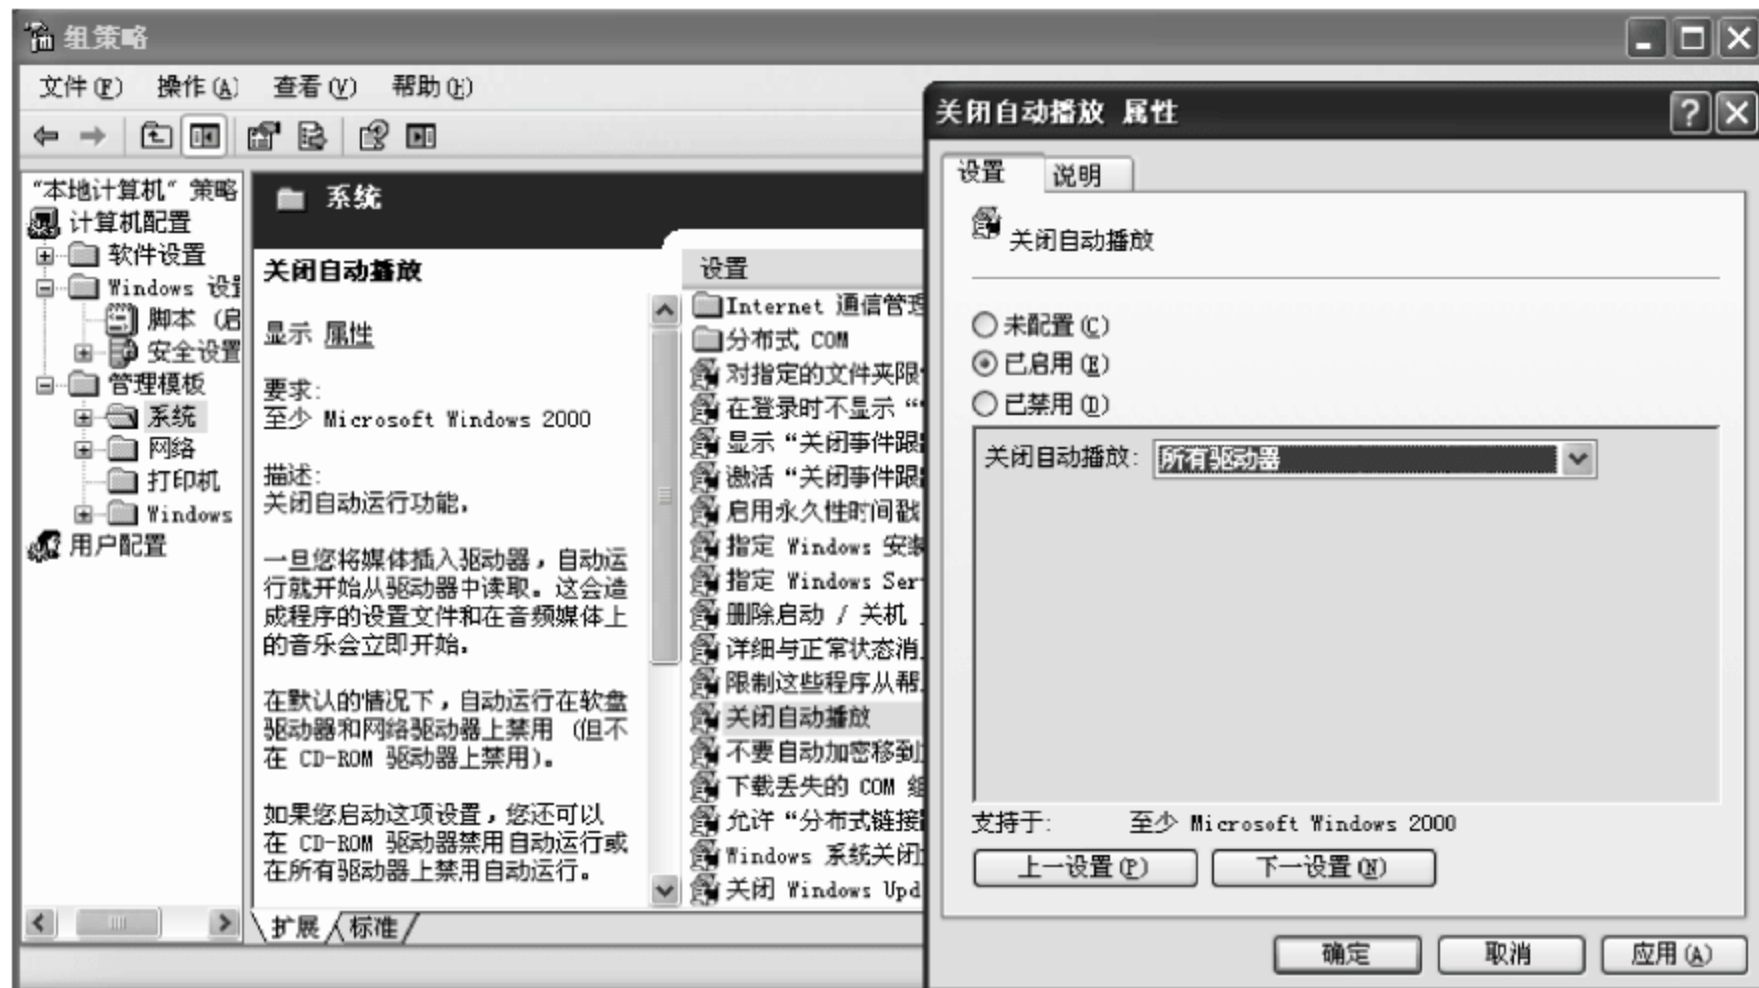 组策略
文件(F) 操作(A) 查看(V) 帮助(H)
“本地计算机”策略
计算机配置
软件设置
Windows 设
脚本 (启
安全设置
管理模板
系统
网络
打印机
Windows
用户配置
系统
关闭自动播放
显示 属性
要求:
至少 Microsoft Windows 2000
描述:
关闭自动运行功能。
一旦您将媒体插入驱动器,自动运
行就开始从驱动器中读取。这会造
成程序的设置文件和在音频媒体上
的音乐会立即开始。
在默认的情况下,自动运行在软盘
驱动器和网络驱动器上禁用 (但不
在 CD-ROM 驱动器上禁用)。
如果您启动这项设置,您还可以
在 CD-ROM 驱动器禁用自动运行或
在所有驱动器上禁用自动运行。
设置
Internet 通信管理
分布式 COM
对指定的文件夹限
在登录时不显示“
显示“关闭事件跟
激活“关闭事件跟
启用永久性时间戳
指定 Windows 安装
指定 Windows Ser
删除启动 / 关机
详细与正常状态消
限制这些程序从帮
关闭自动播放
不要自动加密移到
下载丢失的 COM 组
允许“分布式链接
Windows 系统关闭
关闭 Windows Upd
扩展 标准
关闭自动播放 属性
设置 说明
关闭自动播放
未配置(C)
已启用(E)
已禁用(D)
关闭自动播放: 所有驱动器
支持于: 至少 Microsoft Windows 2000
上一设置(P) 下一设置(N)
确定 取消 应用(A)